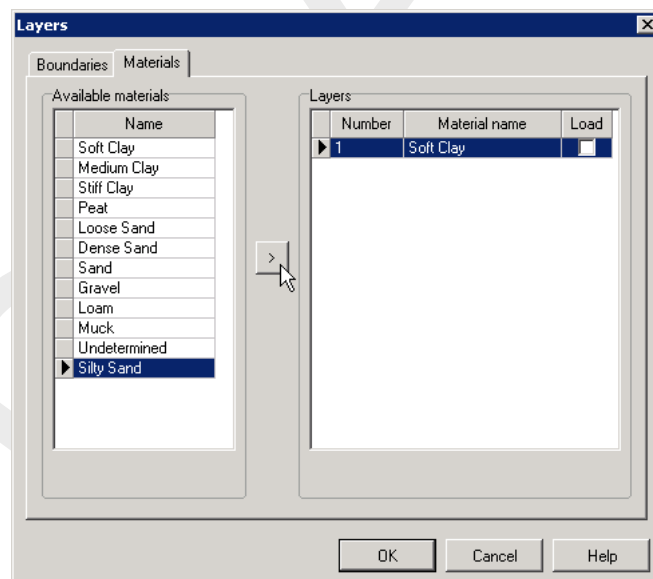 Layers
Boundaries Materials
Available materials
Name
Soft Clay
Medium Clay
Stiff Clay
Peat
Loose Sand
Dense Sand
Sand
Gravel
Loam
Muck
Undetermined
Silty Sand
>
Layers
Number Material name Load
1 Soft Clay
OK Cancel Help